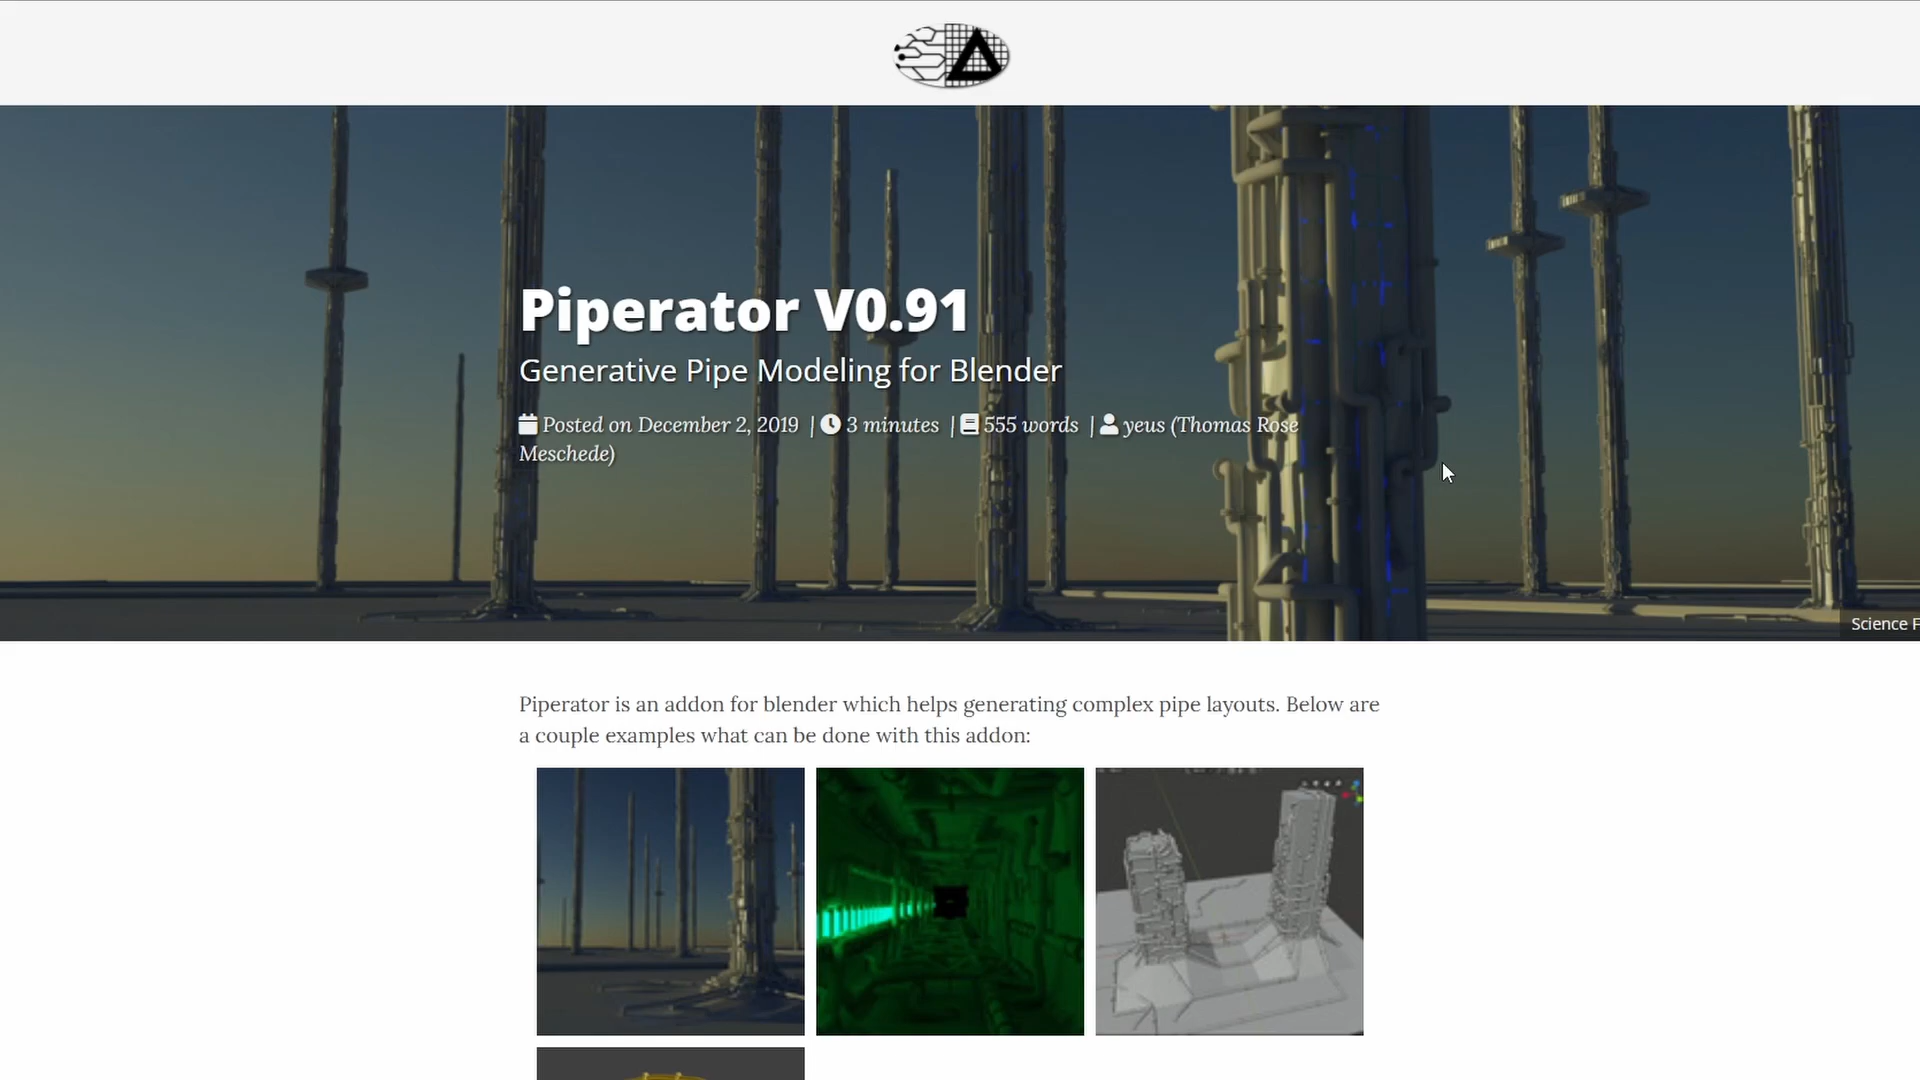 Piperator V0.91
Generative Pipe Modeling for Blender
Posted on December 2, 2019 | 3 minutes | 555 words | yeus (Thomas Rose
Meschede)
Science F
Piperator is an addon for blender which helps generating complex pipe layouts. Below are
a couple examples what can be done with this addon: